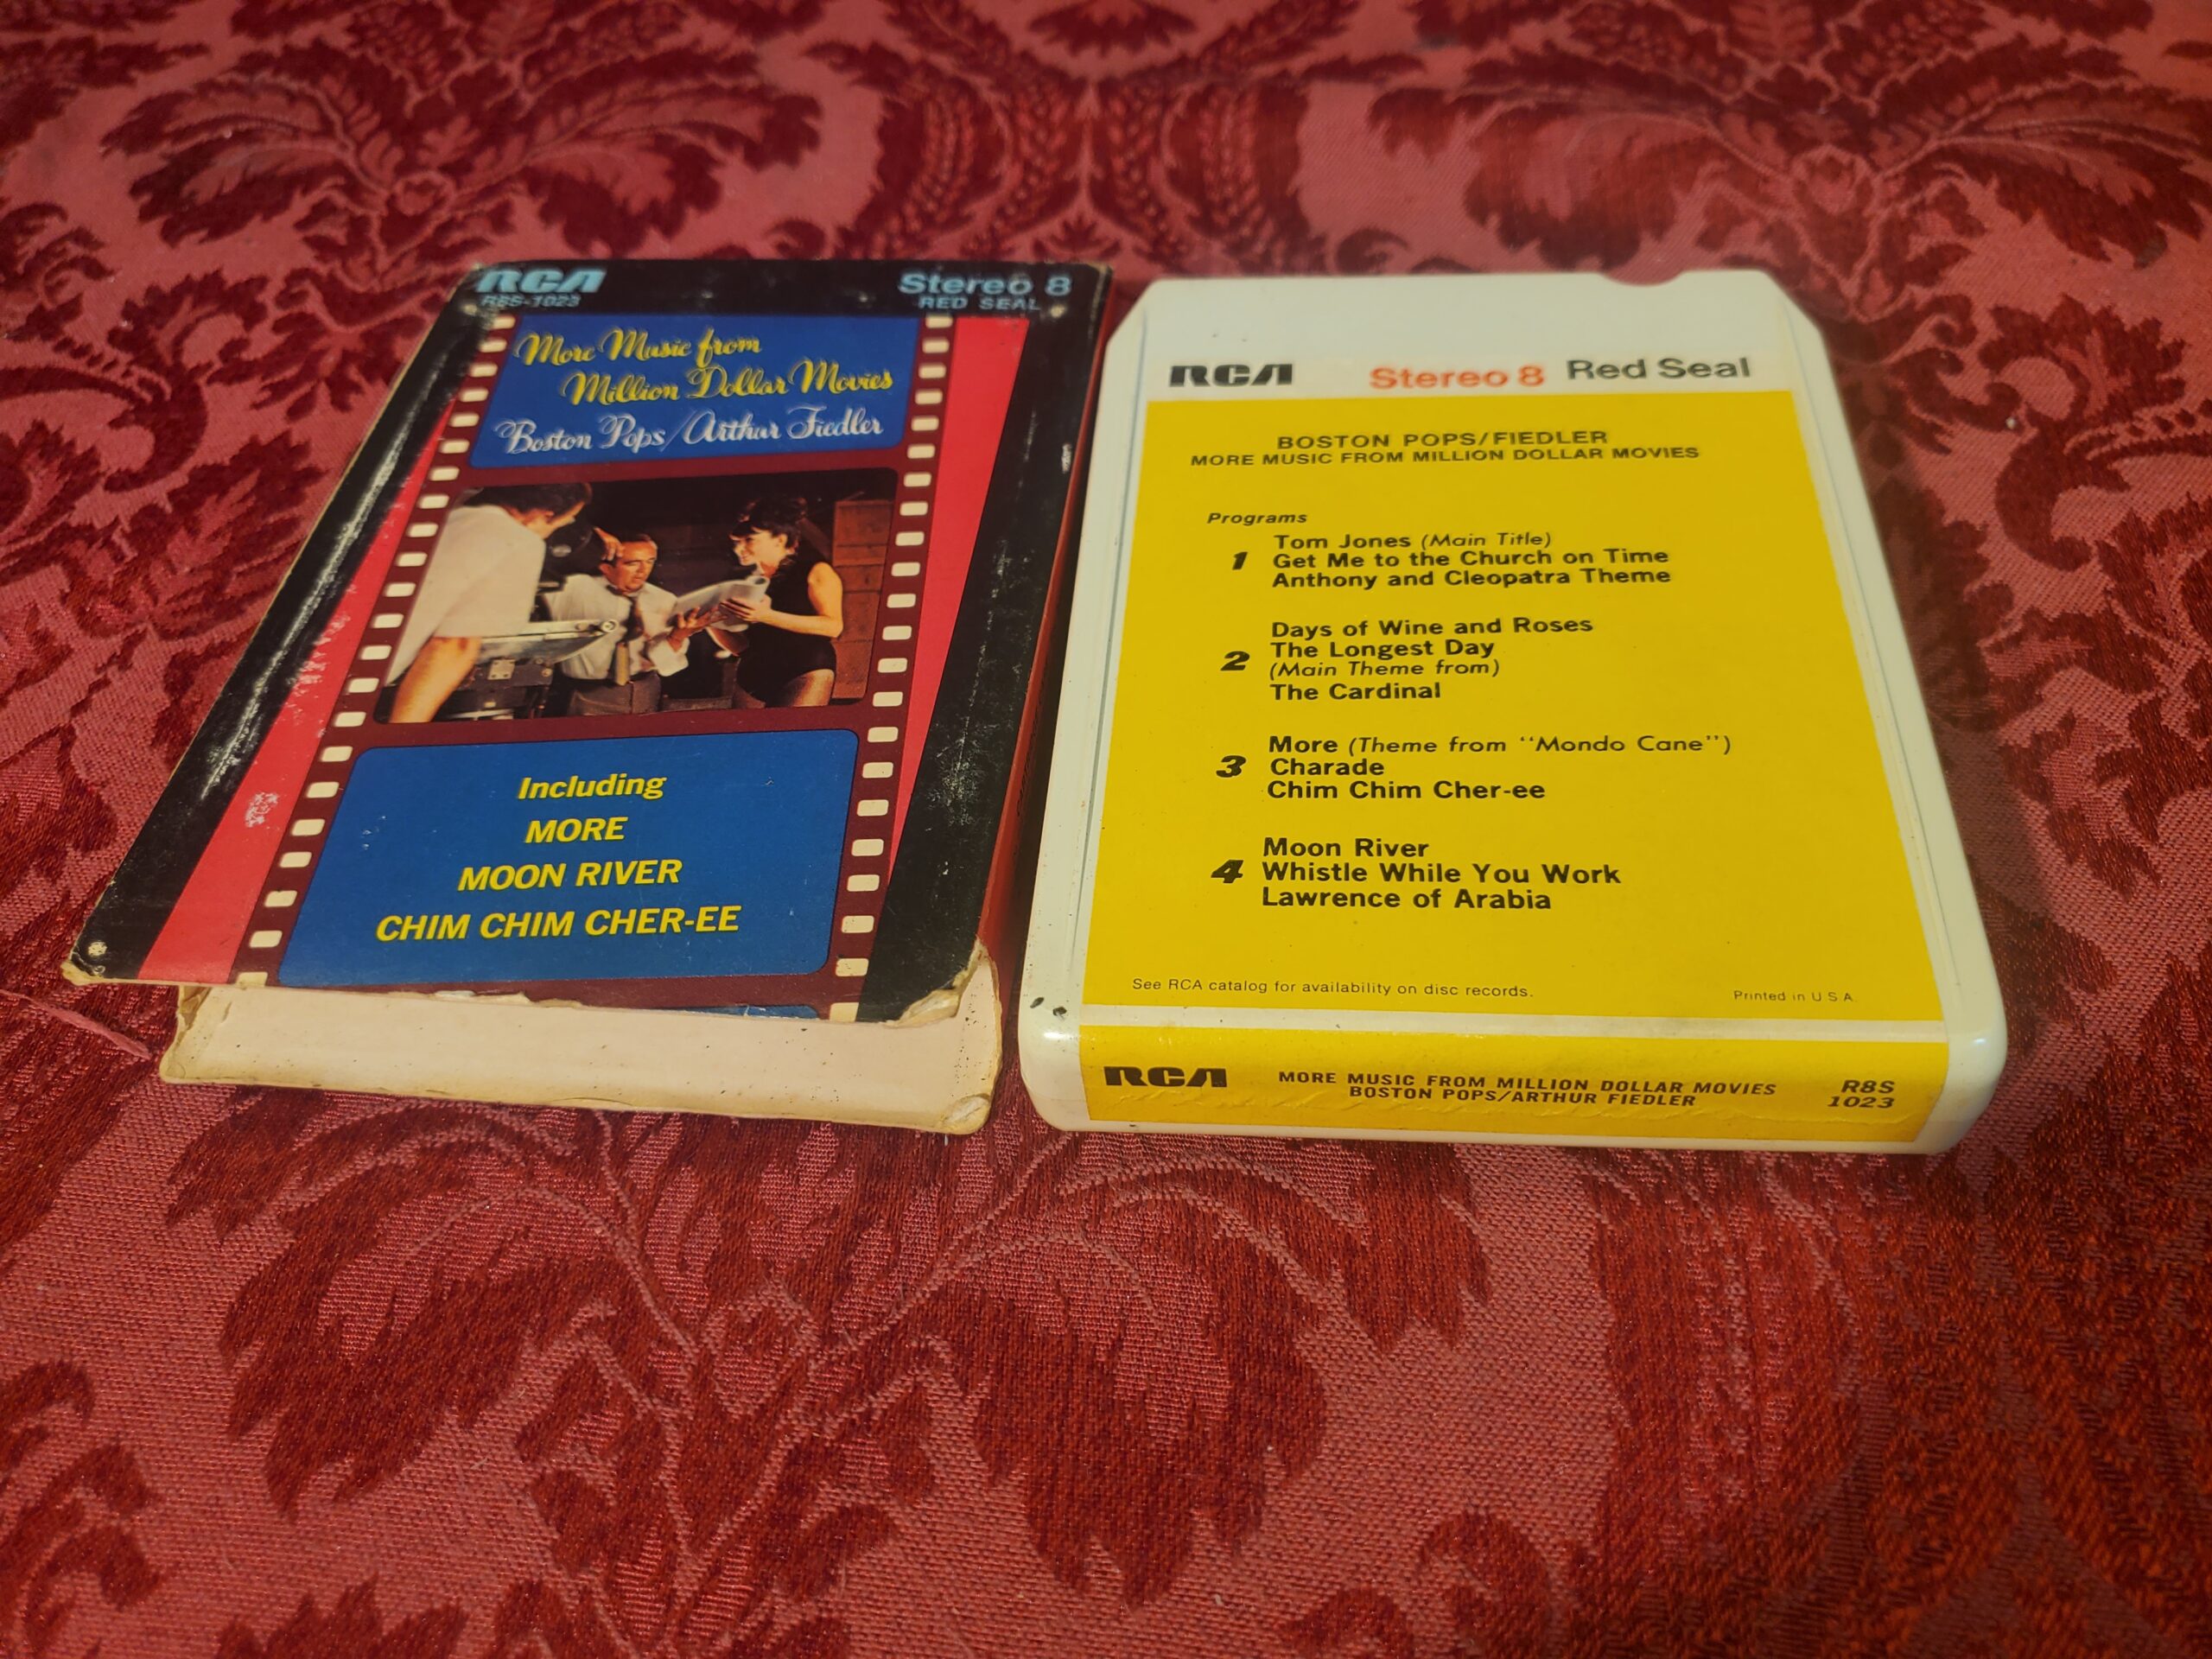 RCA
R8S-1023
Stereo 8
RED SEAL
More Music from
Million Dollar Movies
Boston Pops/Arthur Fiedler
Including
MORE
MOON RIVER
CHIM CHIM CHER-EE
RCA Stereo 8 Red Seal
BOSTON POPS/FIEDLER
MORE MUSIC FROM MILLION DOLLAR MOVIES
Programs
1 Tom Jones (Main Title)
Get Me to the Church on Time
Anthony and Cleopatra Theme
2 Days of Wine and Roses
The Longest Day
(Main Theme from)
The Cardinal
3 More (Theme from "Mondo Cane")
Charade
Chim Chim Cher-ee
4 Moon River
Whistle While You Work
Lawrence of Arabia
See RCA catalog for availability on disc records.
Printed in U.S.A.
RCA
MORE MUSIC FROM MILLION DOLLAR MOVIES
BOSTON POPS/ARTHUR FIEDLER
R8S
1023